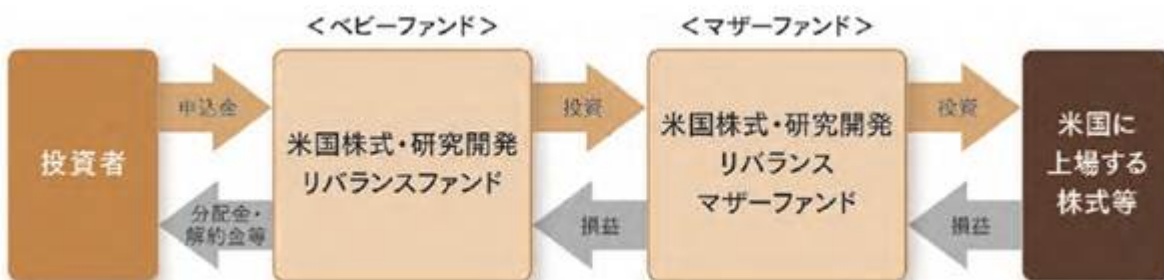 <ベビーファンド>
<マザーファンド>
投資者
申込金
分配金・
解約金等
米国株式・研究開発
リバランスファンド
投資
損益
米国株式・研究開発
リバランス
マザーファンド
投資
損益
米国に
上場する
株式等